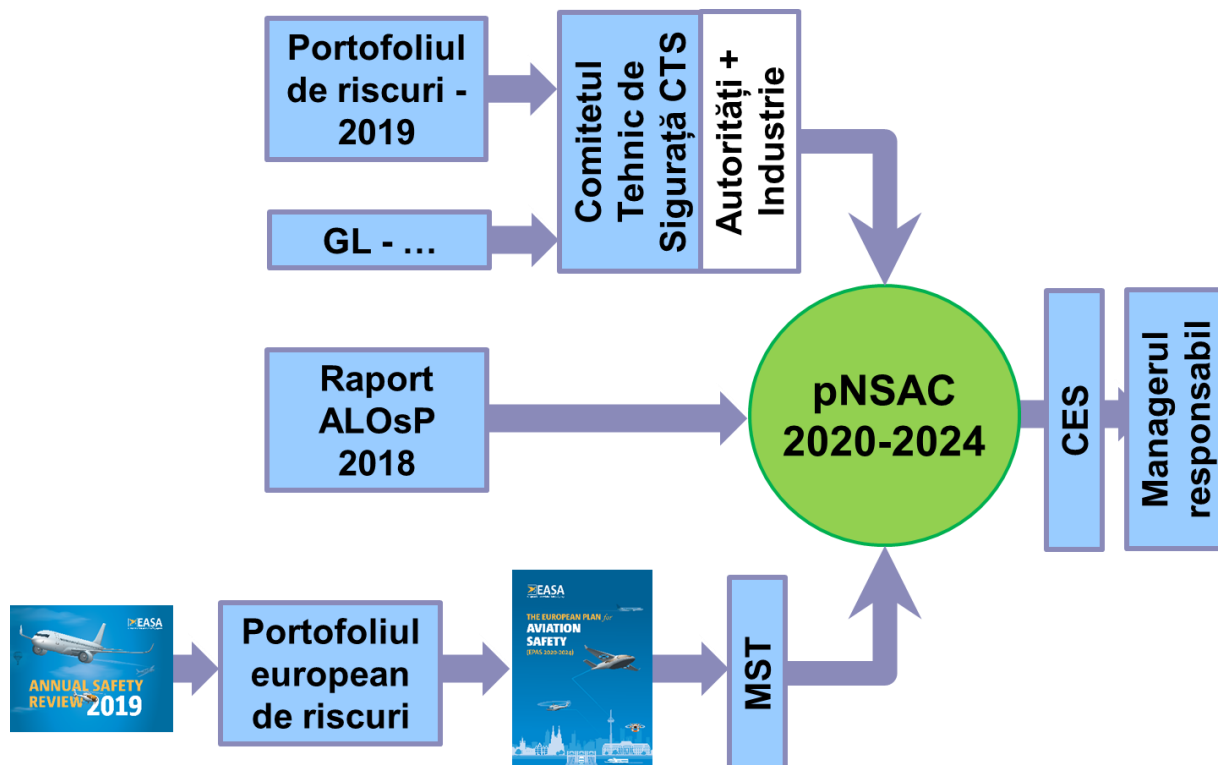 Portofoliul
de riscuri -
2019
GL - …
Comitetul
Tehnic de
Sigurață CTS
Autorități +
Industrie
Raport
ALOsP
2018
pNSAC
2020-2024
CES
Managerul
responsabil
EASA
ANNUAL SAFETY
REVIEW 2019
Portofoliul
european
de riscuri
EASA
THE EUROPEAN PLAN for
AVIATION
SAFETY
(EPAS 2020-2024)
MST